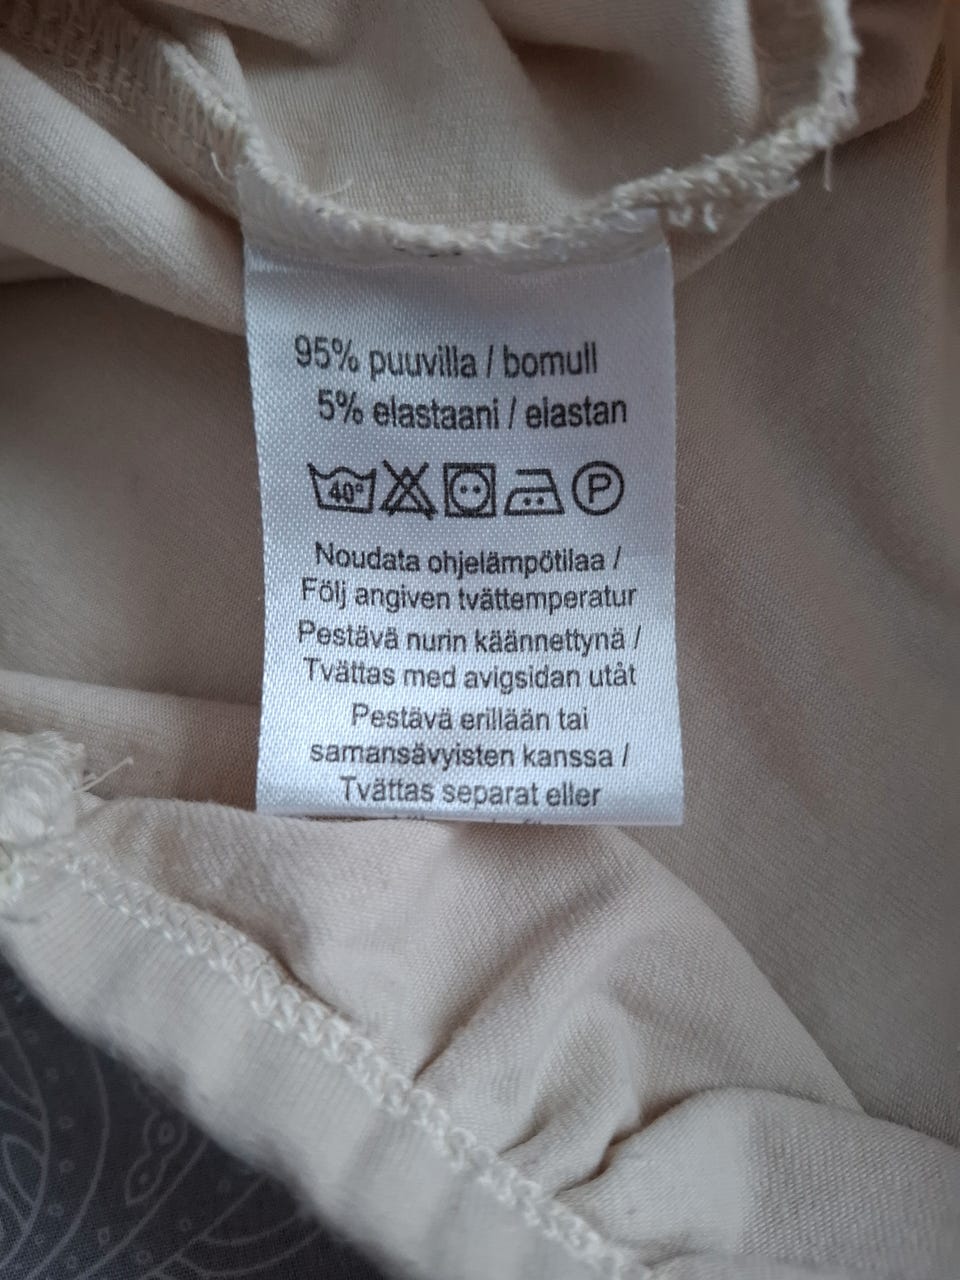 95% puuvilla / bomull
5% elastaani / elastan
40° P
Noudata ohjelämpötilaa /
Följ angiven tvättemperatur
Pestävä nurin käännettynä /
Tvättas med avigsidan utåt
Pestävä erillään tai
samansävyisten kanssa /
Tvättas separat eller